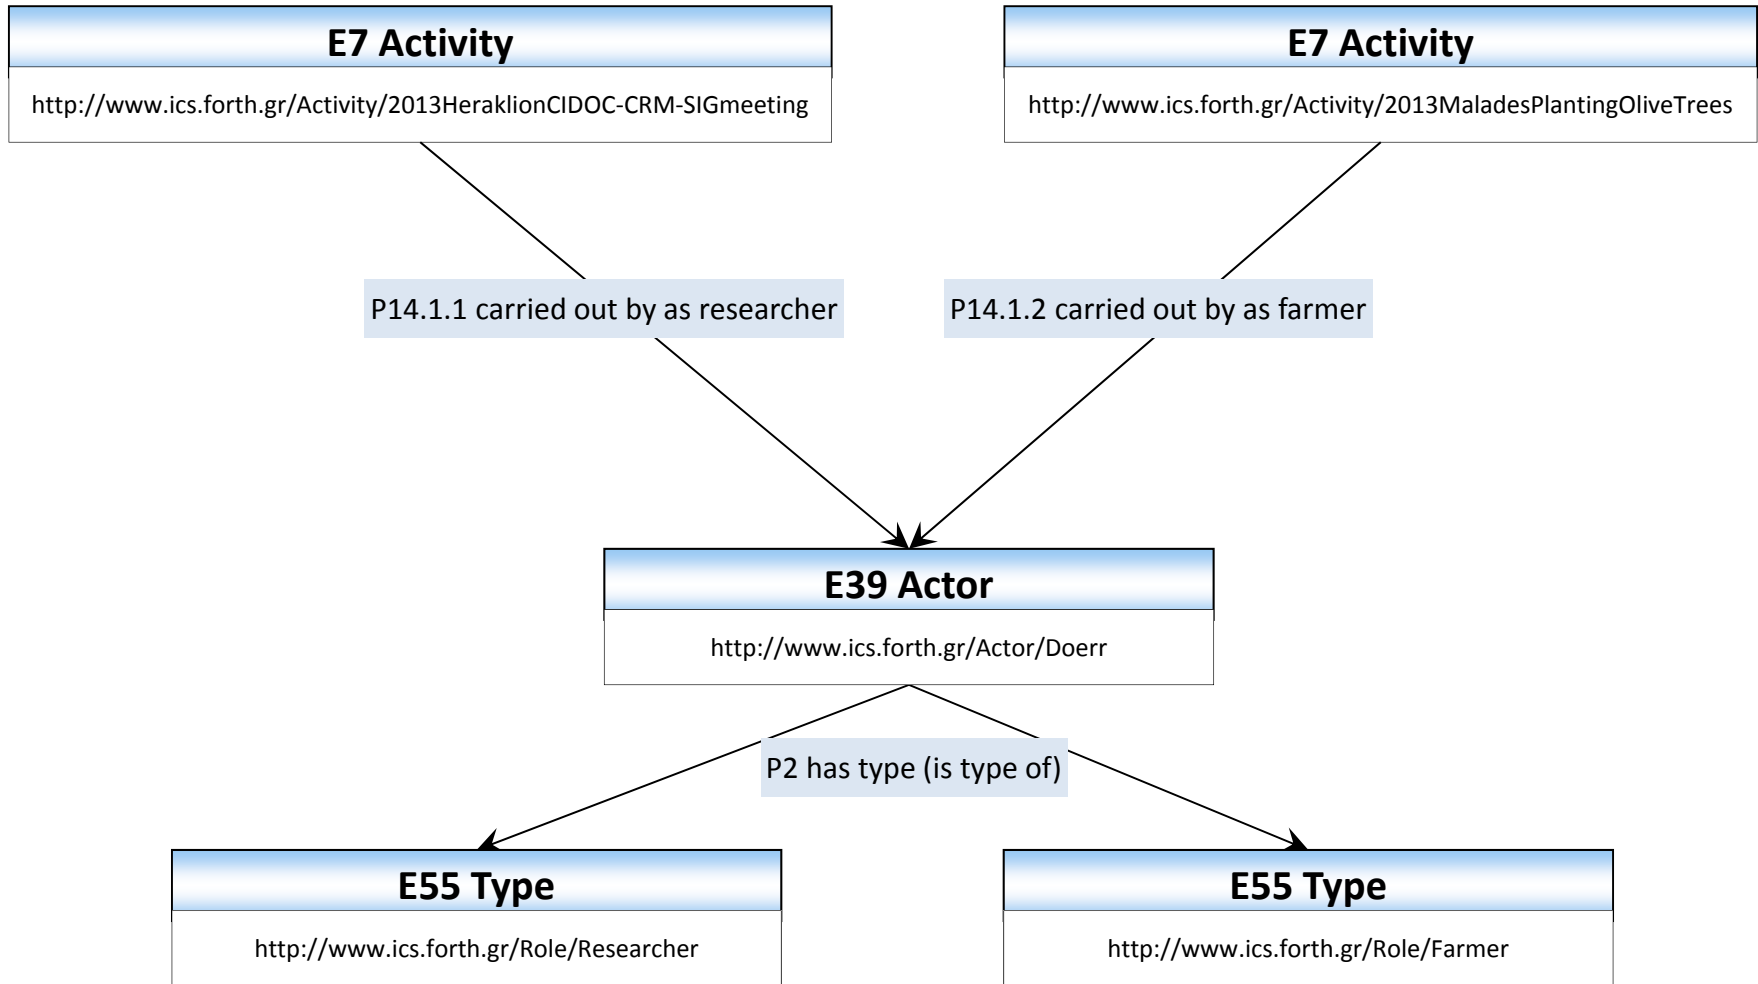 E7 Activity
http://www.ics.forth.gr/Activity/2013HeraklionCIDOC-CRM-SIGmeeting
E7 Activity
http://www.ics.forth.gr/Activity/2013MaladesPlantingOliveTrees
P14.1.1 carried out by as researcher
P14.1.2 carried out by as farmer
E39 Actor
http://www.ics.forth.gr/Actor/Doerr
P2 has type (is type of)
E55 Type
http://www.ics.forth.gr/Role/Researcher
E55 Type
http://www.ics.forth.gr/Role/Farmer